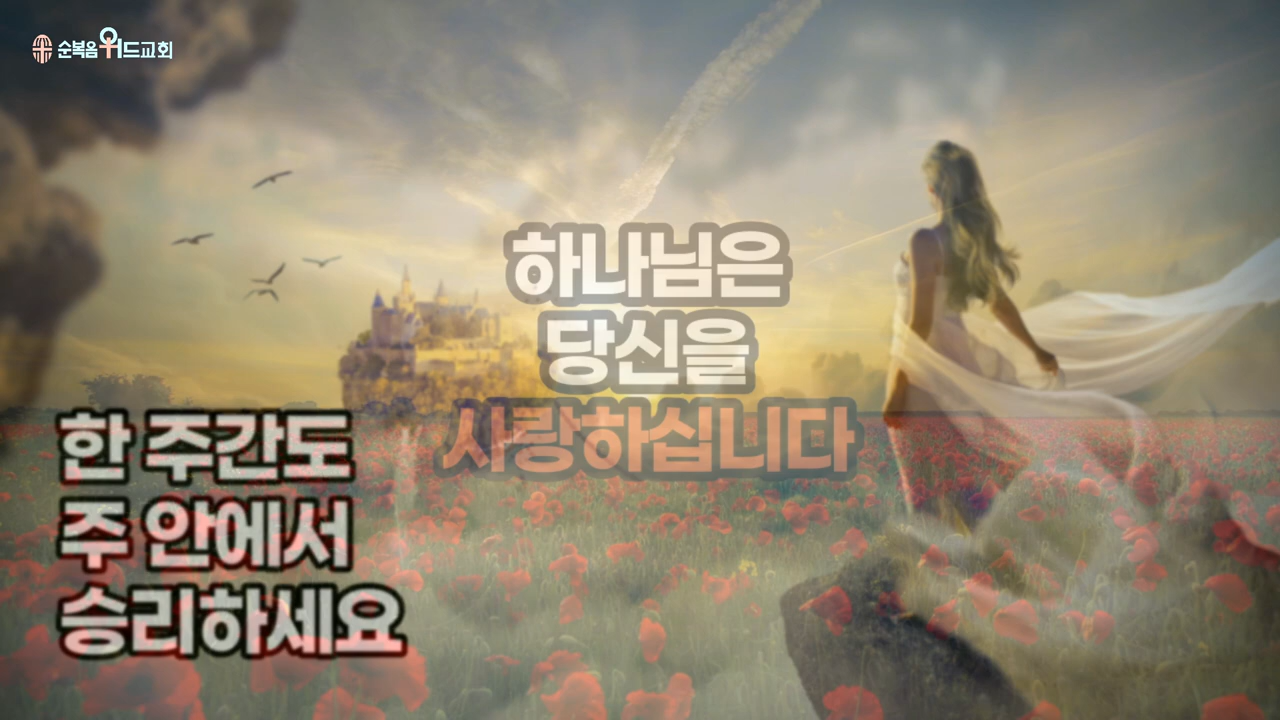 순복음위드교회
하나님은
당신을
사랑하십니다
한 주간도
주 안에서
승리하세요